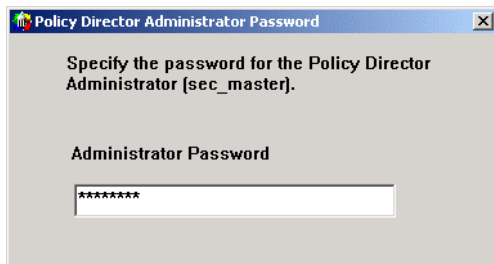 Policy Director Administrator Password
Specify the password for the Policy Director
Administrator (sec_master).
Administrator Password
********